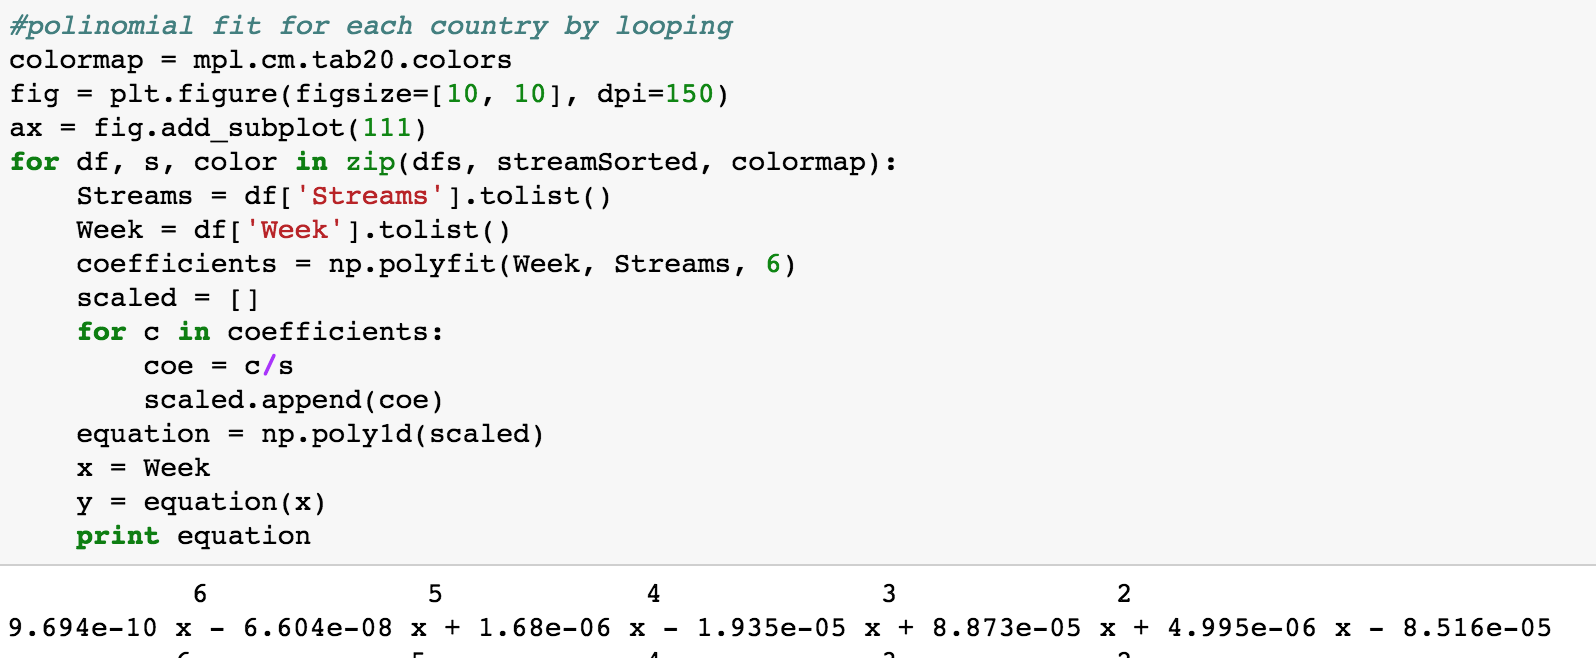 #polinomial fit for each country by looping
colormap = mpl.cm.tab20.colors
fig = plt.figure(figsize=[10, 10], dpi=150)
ax = fig.add_subplot(111)
for df, s, color in zip(dfs, streamSorted, colormap):
    Streams = df['Streams'].tolist()
    Week = df['Week'].tolist()
    coefficients = np.polyfit(Week, Streams, 6)
    scaled = []
    for c in coefficients:
        coe = c/s
        scaled.append(coe)
    equation = np.poly1d(scaled)
    x = Week
    y = equation(x)
    print equation
           6             5            4             3             2
9.694e-10 x - 6.604e-08 x + 1.68e-06 x - 1.935e-05 x + 8.873e-05 x + 4.995e-06 x - 8.516e-05